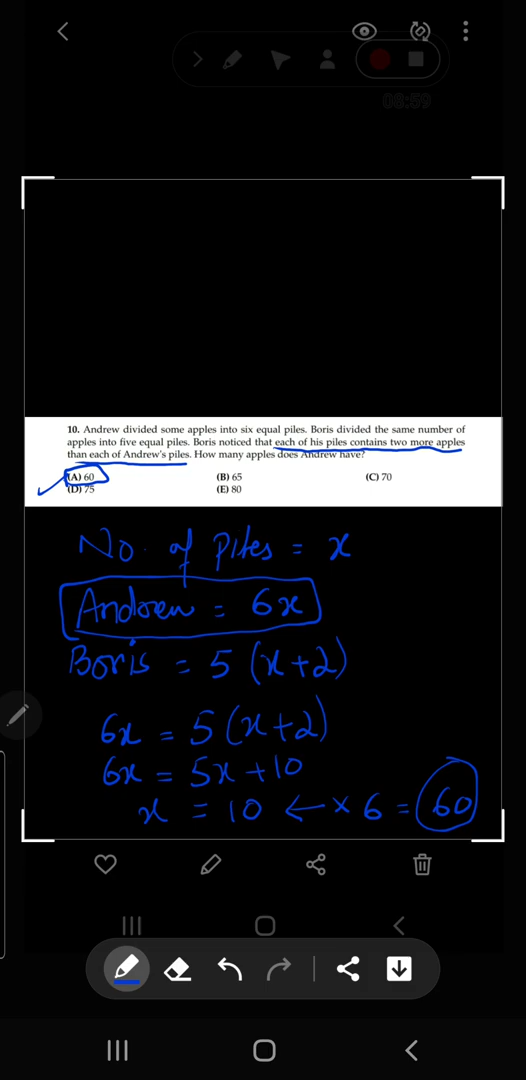 08:59
10. Andrew divided some apples into six equal piles. Boris divided the same number of
apples into five equal piles. Boris noticed that each of his piles contains two more apples
than each of Andrew's piles. How many apples does Andrew have?
(A) 60 (B) 65 (C) 70
(D) 75 (E) 80
No. of piles = x
Andrew = 6x
Boris = 5 (x+2)
6x = 5 (x+2)
6x = 5x + 10
x = 10 ← × 6 = 60